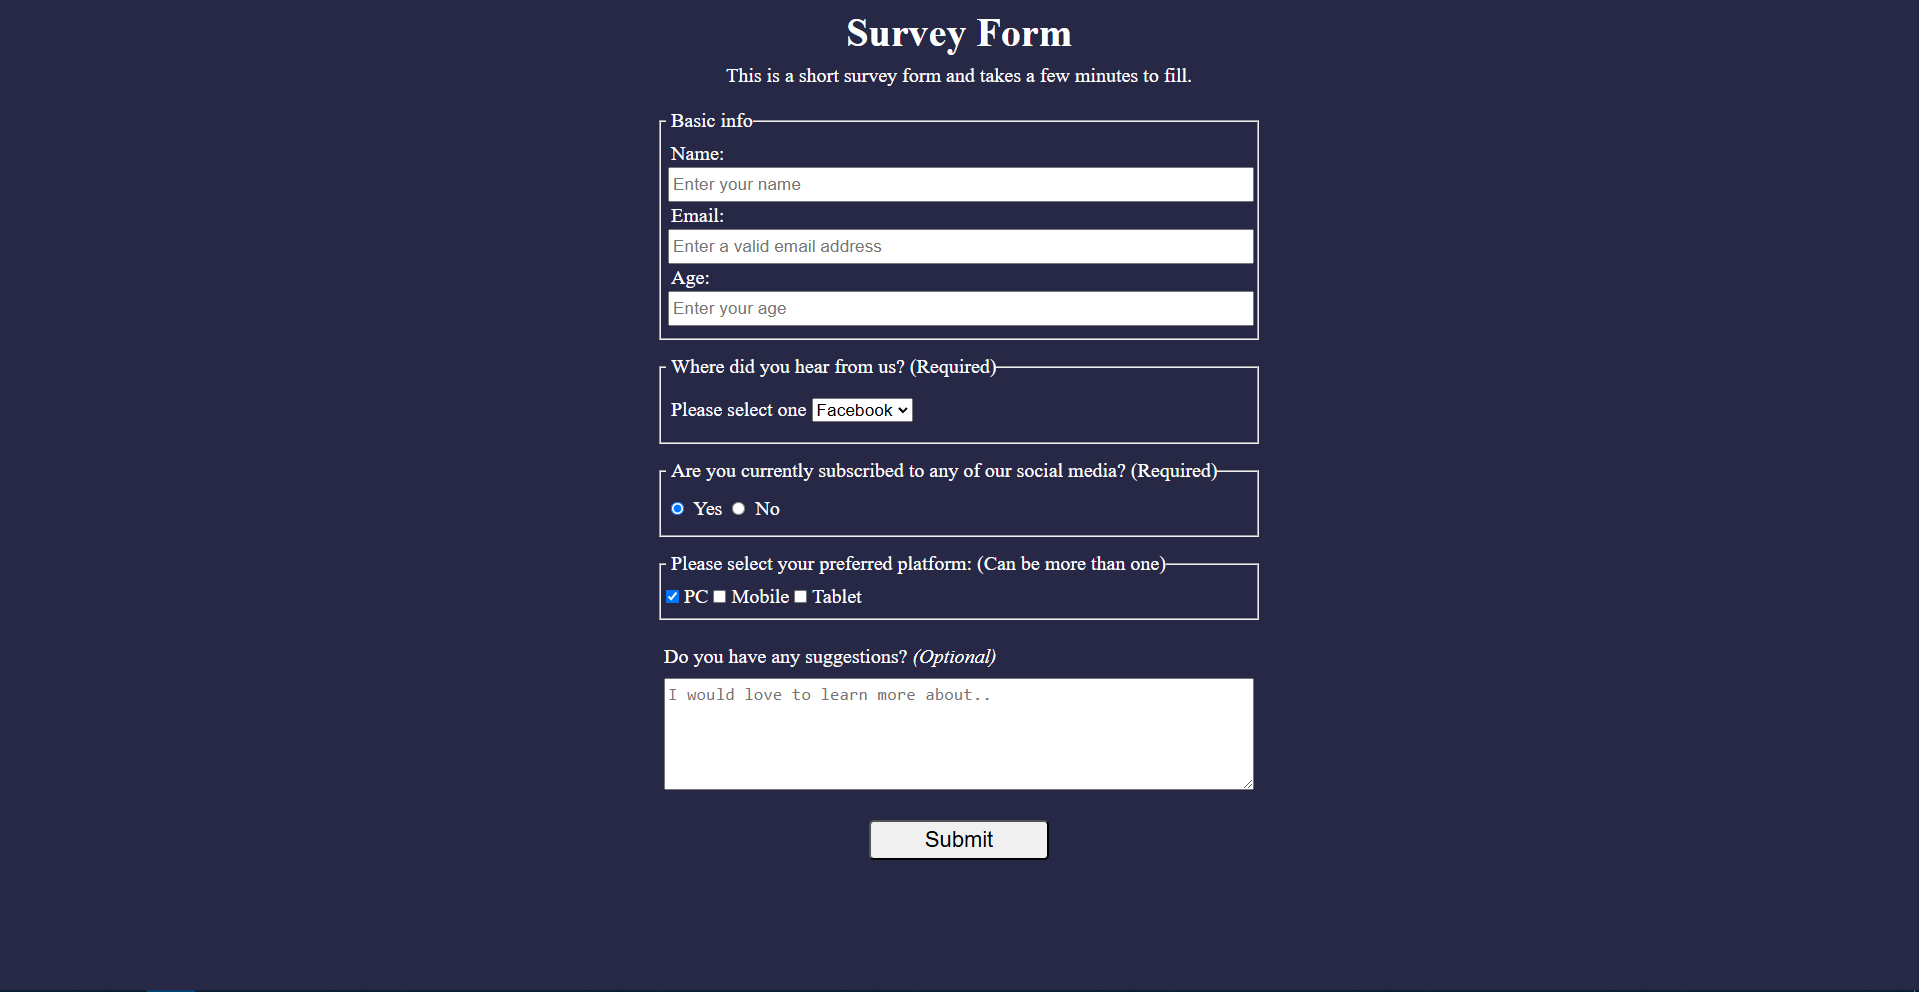 Survey Form
This is a short survey form and takes a few minutes to fill.
Basic info
Name:
Enter your name
Email:
Enter a valid email address
Age:
Enter your age
Where did you hear from us? (Required)
Please select one Facebook
Are you currently subscribed to any of our social media? (Required)
Yes No
Please select your preferred platform: (Can be more than one)
PC Mobile Tablet
Do you have any suggestions? (Optional)
I would love to learn more about..
Submit